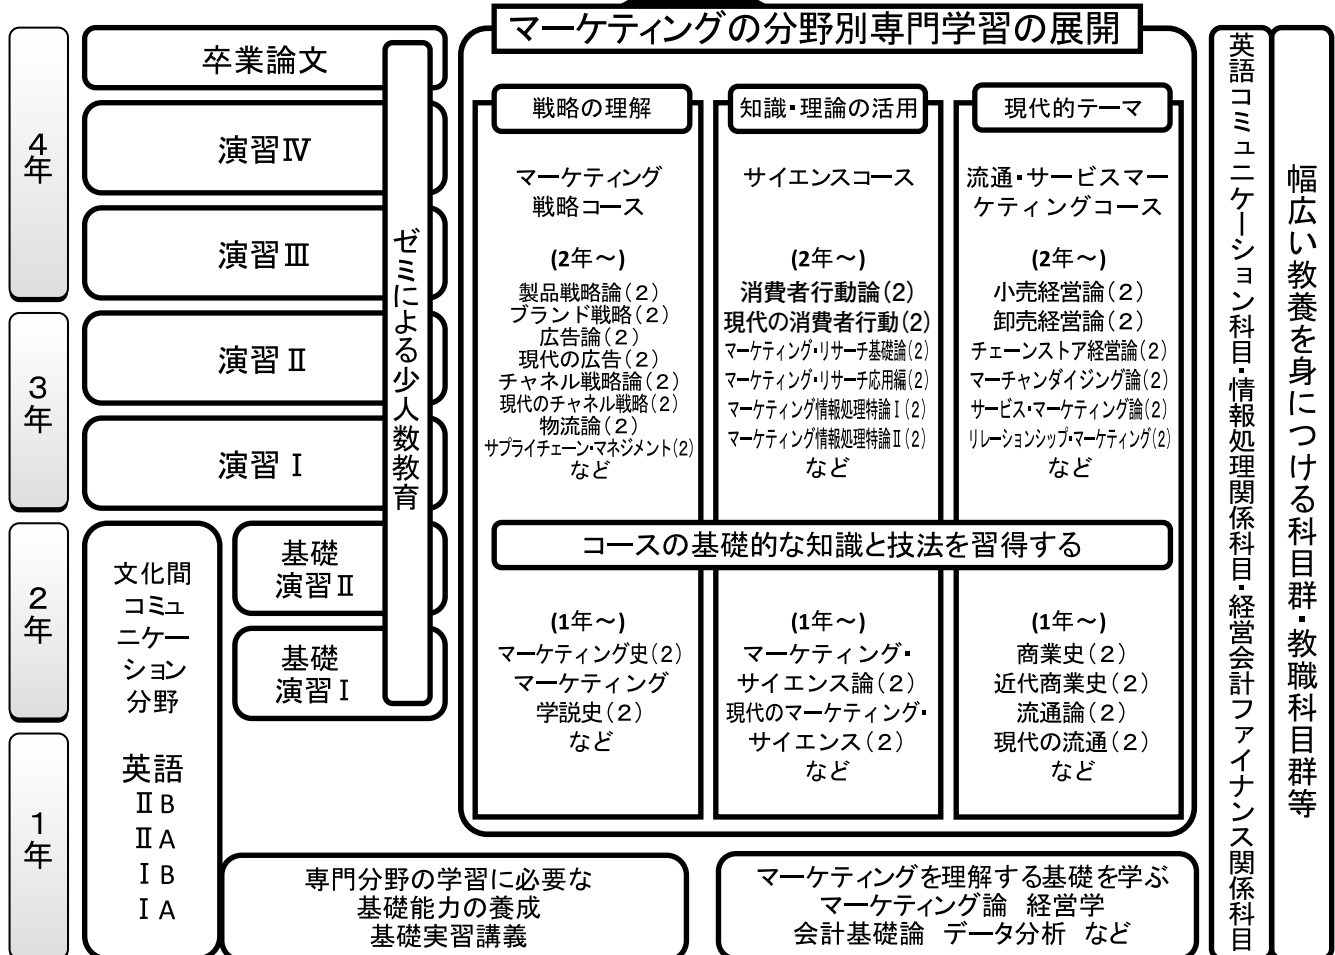 マーケティングの分野別専門学習の展開
4年
3年
2年
1年
卒業論文
演習Ⅳ
演習Ⅲ
演習Ⅱ
演習Ⅰ
基礎
演習Ⅱ
基礎
演習Ⅰ
ゼミによる少人数教育
文化間
コミュ
ニケー
ション
分野
英語
ⅡB
ⅡA
ⅠB
ⅠA
戦略の理解
マーケティング
戦略コース
(2年～)
製品戦略論(2)
ブランド戦略(2)
広告論(2)
現代の広告(2)
チャネル戦略論(2)
現代のチャネル戦略(2)
物流論(2)
サプライチェーン・マネジメント(2)
など
知識・理論の活用
サイエンスコース
(2年～)
消費者行動論(2)
現代の消費者行動(2)
マーケティング・リサーチ基礎論(2)
マーケティング・リサーチ応用編(2)
マーケティング情報処理特論Ⅰ(2)
マーケティング情報処理特論Ⅱ(2)
など
現代的テーマ
流通・サービスマー
ケティングコース
(2年～)
小売経営論(2)
卸売経営論(2)
チェーンストア経営論(2)
マーチャンダイジング論(2)
サービス・マーケティング論(2)
リレーションシップ・マーケティング(2)
など
コースの基礎的な知識と技法を習得する
(1年～)
マーケティング史(2)
マーケティング
学説史(2)
など
(1年～)
マーケティング・
サイエンス論(2)
現代のマーケティング・
サイエンス(2)
など
(1年～)
商業史(2)
近代商業史(2)
流通論(2)
現代の流通(2)
など
専門分野の学習に必要な
基礎能力の養成
基礎実習講義
マーケティングを理解する基礎を学ぶ
マーケティング論 経営学
会計基礎論 データ分析 など
英語コミュニケーション科目・情報処理関係科目・経営会計ファイナンス関係科目
幅広い教養を身につける科目群・教職科目群等